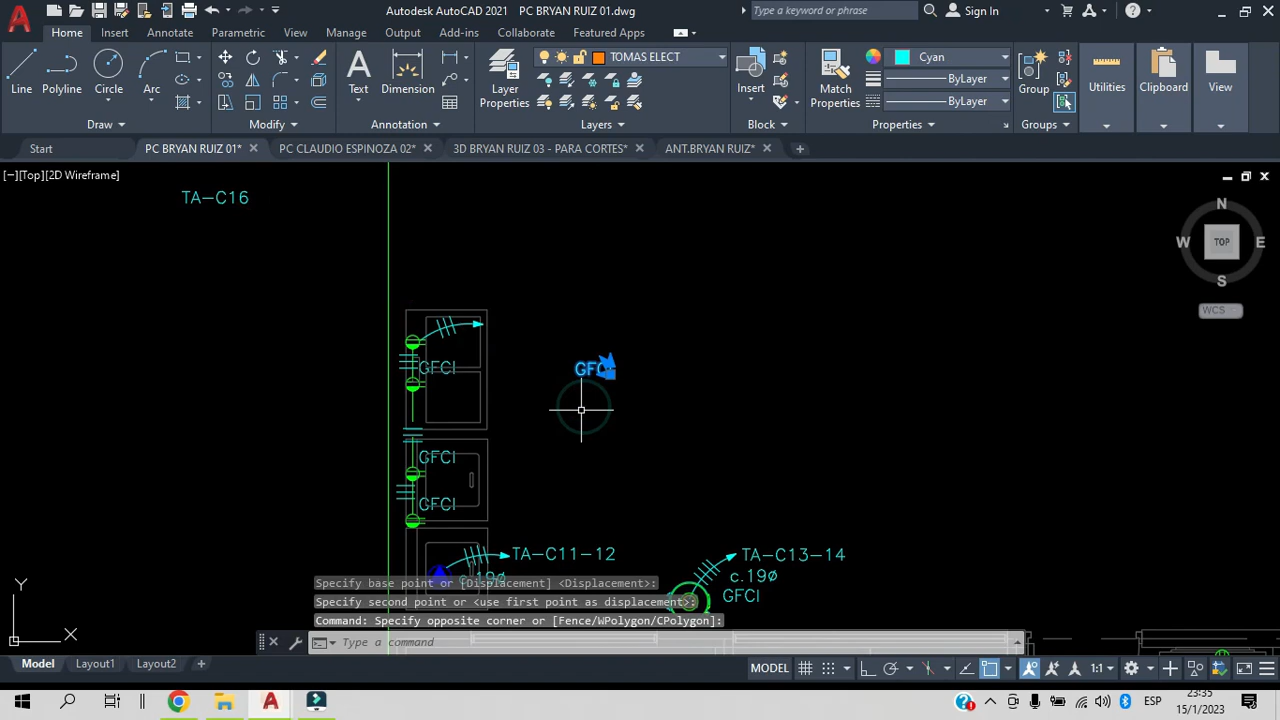 Autodesk AutoCAD 2021 PC BRYAN RUIZ 01.dwg
Type a keyword or phrase
Sign In
Home Insert Annotate Parametric View Manage Output Add-ins Collaborate Featured Apps
Line Polyline Circle Arc
Text Dimension
Layer
Properties
TOMAS ELECT
Insert
Match
Properties
Cyan
ByLayer
ByLayer
Group
Utilities
Clipboard
View
Draw Modify Annotation Layers Block Properties Groups
Start PC BRYAN RUIZ 01* PC CLAUDIO ESPINOZA 02* 3D BRYAN RUIZ 03 - PARA CORTES* ANT.BRYAN RUIZ*
[−][Top][2D Wireframe]
TA-C16
N
W TOP E
S
WCS
GFCI
GFCI
GFCI
GFCI
TA-C11-12
c.19ø
TA-C13-14
c.19ø
GFCI
Y
X
Specify base point or [Displacement] <Displacement>:
Specify second point or <use first point as displacement>:
Command: Specify opposite corner or [Fence/WPolygon/CPolygon]:
Type a command
Model Layout1 Layout2
MODEL
1:1
ESP
23:35
15/1/2023